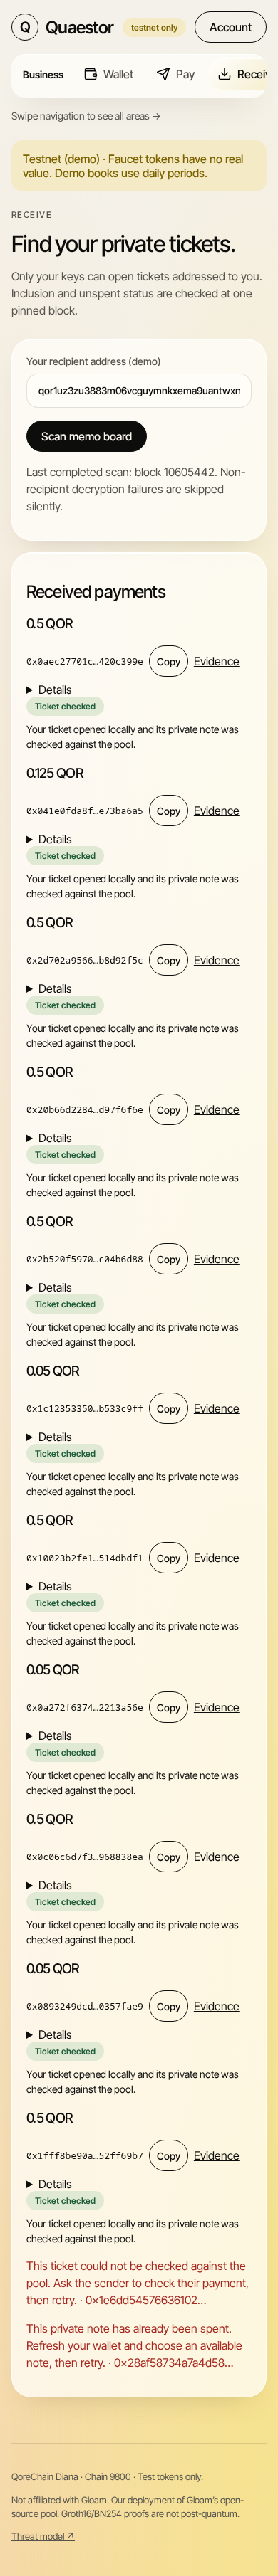 Q Quaestor testnet only Account
Business Wallet Pay Receiv
Swipe navigation to see all areas →
Testnet (demo) · Faucet tokens have no real
value. Demo books use daily periods.
RECEIVE
Find your private tickets.
Only your keys can open tickets addressed to you.
Inclusion and unspent status are checked at one
pinned block.
Your recipient address (demo)
qor1uz3zu3883m06vcguymnkxema9uantwxr
Scan memo board
Last completed scan: block 10605442. Non-
recipient decryption failures are skipped
silently.
Received payments
0.5 QOR
0x0aec27701c…420c399e Copy Evidence
▶ Details
Ticket checked
Your ticket opened locally and its private note was
checked against the pool.
0.125 QOR
0x041e0fda8f…e73ba6a5 Copy Evidence
▶ Details
Ticket checked
Your ticket opened locally and its private note was
checked against the pool.
0.5 QOR
0x2d702a9566…b8d92f5c Copy Evidence
▶ Details
Ticket checked
Your ticket opened locally and its private note was
checked against the pool.
0.5 QOR
0x20b66d2284…d97f6f6e Copy Evidence
▶ Details
Ticket checked
Your ticket opened locally and its private note was
checked against the pool.
0.5 QOR
0x2b520f5970…c04b6d88 Copy Evidence
▶ Details
Ticket checked
Your ticket opened locally and its private note was
checked against the pool.
0.05 QOR
0x1c12353350…b533c9ff Copy Evidence
▶ Details
Ticket checked
Your ticket opened locally and its private note was
checked against the pool.
0.5 QOR
0x10023b2fe1…514dbdf1 Copy Evidence
▶ Details
Ticket checked
Your ticket opened locally and its private note was
checked against the pool.
0.05 QOR
0x0a272f6374…2213a56e Copy Evidence
▶ Details
Ticket checked
Your ticket opened locally and its private note was
checked against the pool.
0.5 QOR
0x0c06c6d7f3…968838ea Copy Evidence
▶ Details
Ticket checked
Your ticket opened locally and its private note was
checked against the pool.
0.05 QOR
0x0893249dcd…0357fae9 Copy Evidence
▶ Details
Ticket checked
Your ticket opened locally and its private note was
checked against the pool.
0.5 QOR
0x1fff8be90a…52ff69b7 Copy Evidence
▶ Details
Ticket checked
Your ticket opened locally and its private note was
checked against the pool.
This ticket could not be checked against the
pool. Ask the sender to check their payment,
then retry. · 0x1e6dd54576636102…
This private note has already been spent.
Refresh your wallet and choose an available
note, then retry. · 0x28af58734a7a4d58…
QoreChain Diana · Chain 9800 · Test tokens only.
Not affiliated with Gloam. Our deployment of Gloam's open-
source pool. Groth16/BN254 proofs are not post-quantum.
Threat model ↗